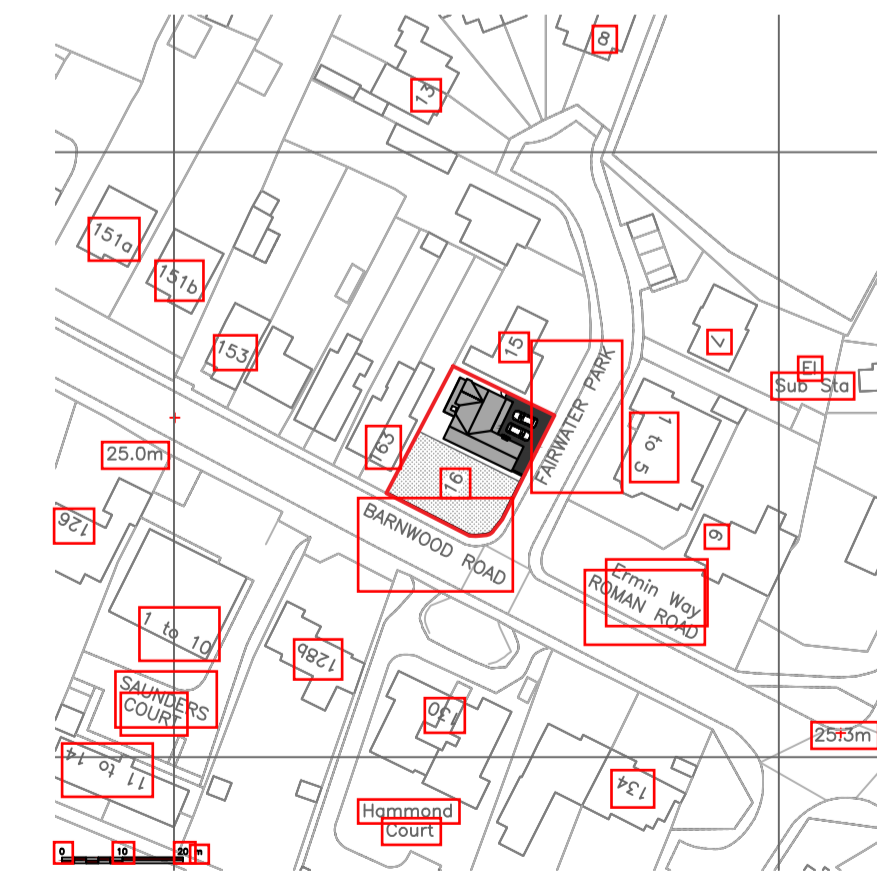 8
13
151a
151b
153
15
7
El
Sub Sta
FAIRWATER PARK
1 to 5
163
25.0m
16
BARNWOOD ROAD
126
9
Ermin Way
ROMAN ROAD
1 to 10
128b
SAUNDERS
COURT
130
25.3m
11 to 14
134
Hammond
Court
0 10 20 m